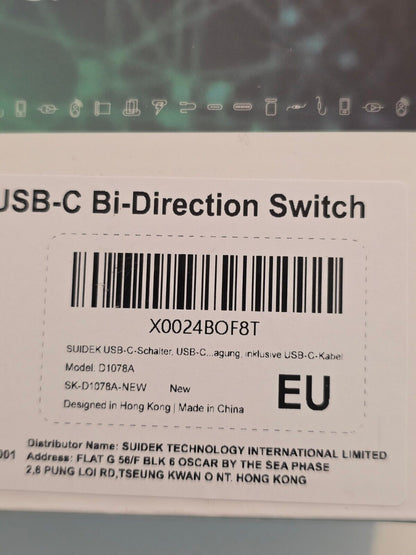 USB-C Bi-Direction Switch
X0024BOF8T
SUIDEK USB-C-Schalter, USB-C...agung, inklusive USB-C-Kabel
Model: D1078A
SK-D1078A-NEW New
EU
Designed in Hong Kong | Made in China
Distributor Name: SUIDEK TECHNOLOGY INTERNATIONAL LIMITED
001 Address: FLAT G 56/F BLK 6 OSCAR BY THE SEA PHASE
2,8 PUNG LOI RD,TSEUNG KWAN O NT. HONG KONG